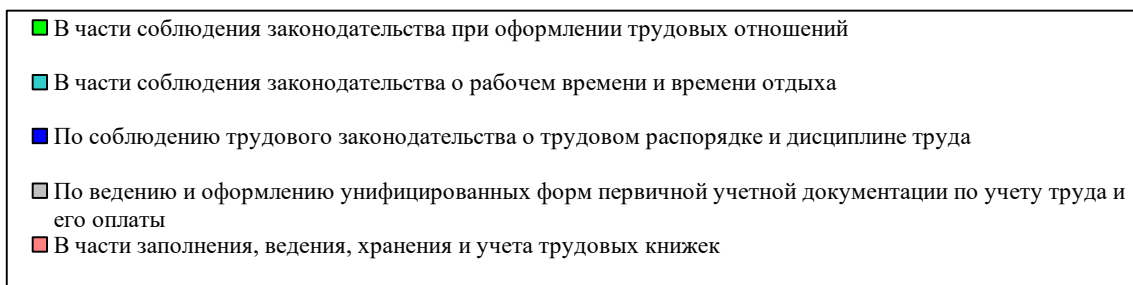 В части соблюдения законодательства при оформлении трудовых отношений
В части соблюдения законодательства о рабочем времени и времени отдыха
По соблюдению трудового законодательства о трудовом распорядке и дисциплине труда
По ведению и оформлению унифицированных форм первичной учетной документации по учету труда и
его оплаты
В части заполнения, ведения, хранения и учета трудовых книжек